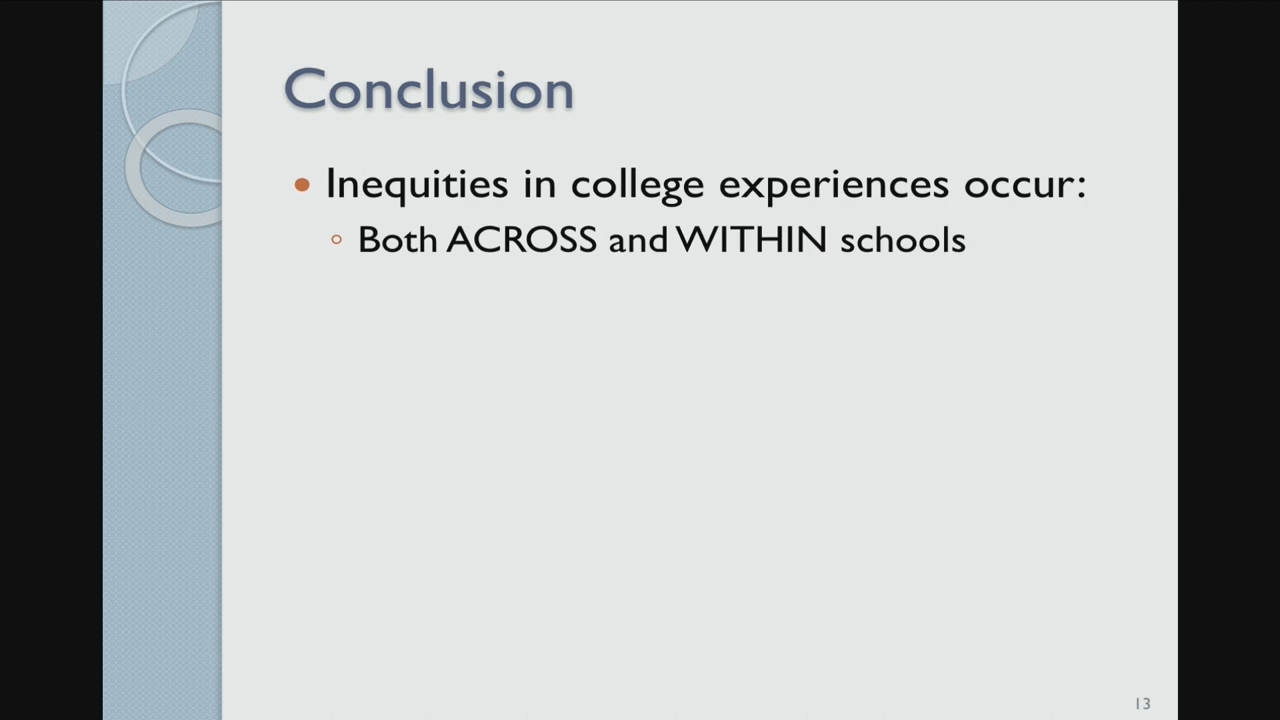 Conclusion
Inequities in college experiences occur:
Both ACROSS and WITHIN schools
13